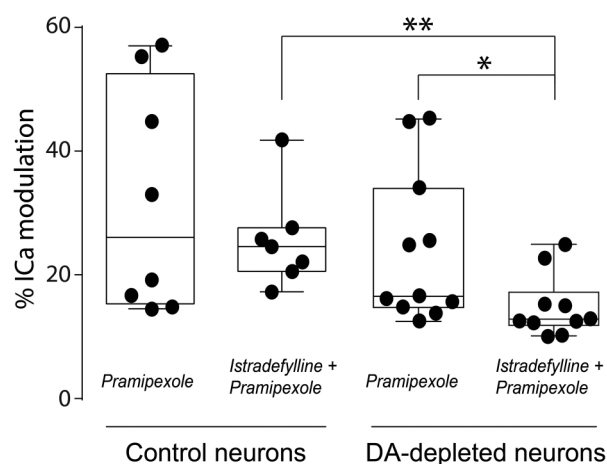 60
**
*
40
% ICa modulation
20
Pramipexole
Istradefylline +
Pramipexole
Pramipexole
Istradefylline +
Pramipexole
0
Control neurons
DA-depleted neurons